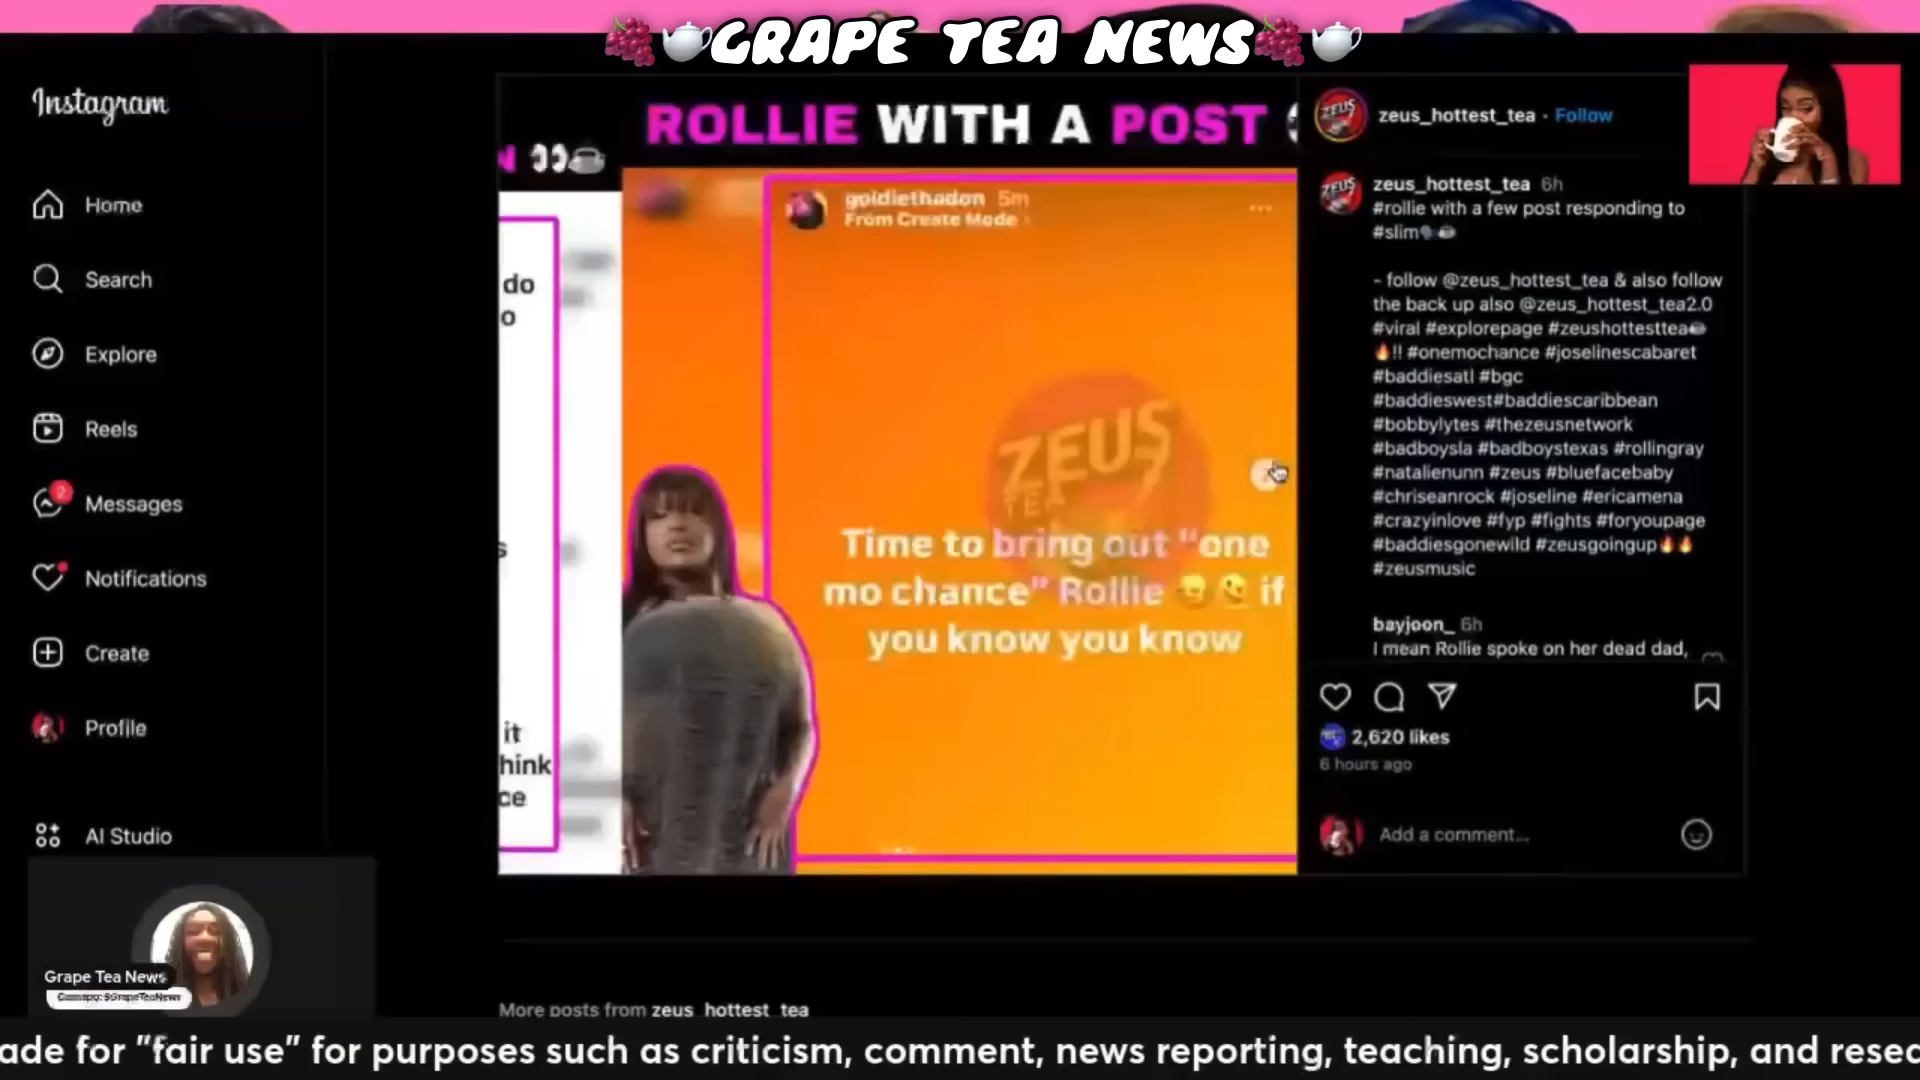 GRAPE TEA NEWS
Instagram
Home
Search
Explore
Reels
Messages
2
Notifications
Create
Profile
AI Studio
Grape Tea News
Cashapp: $GrapeTeaNews
ROLLIE WITH A POST
N
do
o
s
it
hink
ce
goldiethadon 5m
From Create Mode
ZEUS
TEA
Time to bring out "one
mo chance" Rollie if
you know you know
ZEUS
zeus_hottest_tea · Follow
ZEUS
zeus_hottest_tea 6h
#rollie with a few post responding to
#slim
- follow @zeus_hottest_tea & also follow
the back up also @zeus_hottest_tea2.0
#viral #explorepage #zeushottesttea
!! #onemochance #joselinescabaret
#baddiesatl #bgc
#baddieswest#baddiescaribbean
#bobbylytes #thezeusnetwork
#badboysla #badboystexas #rollingray
#natalienunn #zeus #bluefacebaby
#chriseanrock #joseline #ericamena
#crazyinlove #fyp #fights #foryoupage
#baddiesgonewild #zeusgoingup
#zeusmusic
bayjoon_ 6h
I mean Rollie spoke on her dead dad,
2,620 likes
6 hours ago
Add a comment...
More posts from zeus_hottest_tea
ade for "fair use" for purposes such as criticism, comment, news reporting, teaching, scholarship, and resea